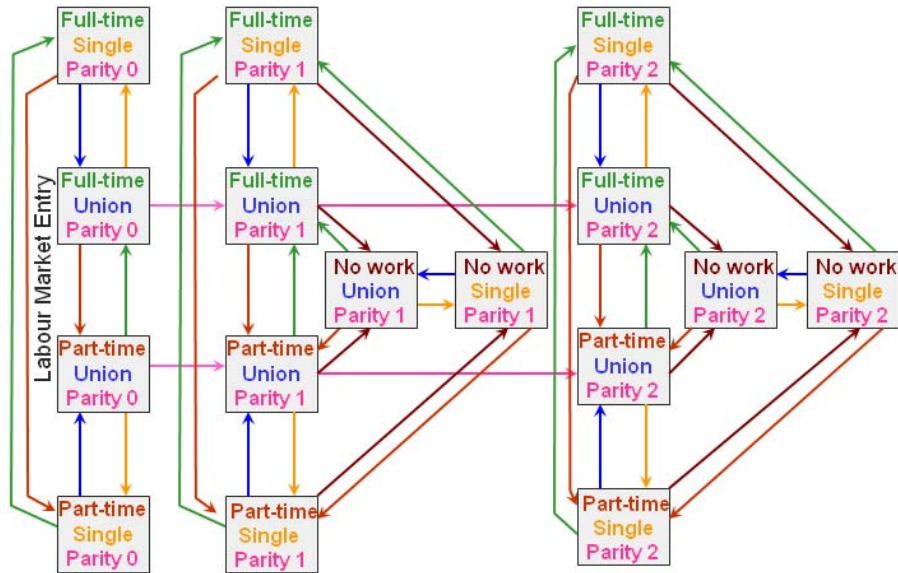 Full-time
Single
Parity 0
Full-time
Single
Parity 1
Full-time
Single
Parity 2
Labour Market Entry
Full-time
Union
Parity 0
Full-time
Union
Parity 1
Full-time
Union
Parity 2
No work
Union
Parity 1
No work
Single
Parity 1
No work
Union
Parity 2
No work
Single
Parity 2
Part-time
Union
Parity 0
Part-time
Union
Parity 1
Part-time
Union
Parity 2
Part-time
Single
Parity 0
Part-time
Single
Parity 1
Part-time
Single
Parity 2